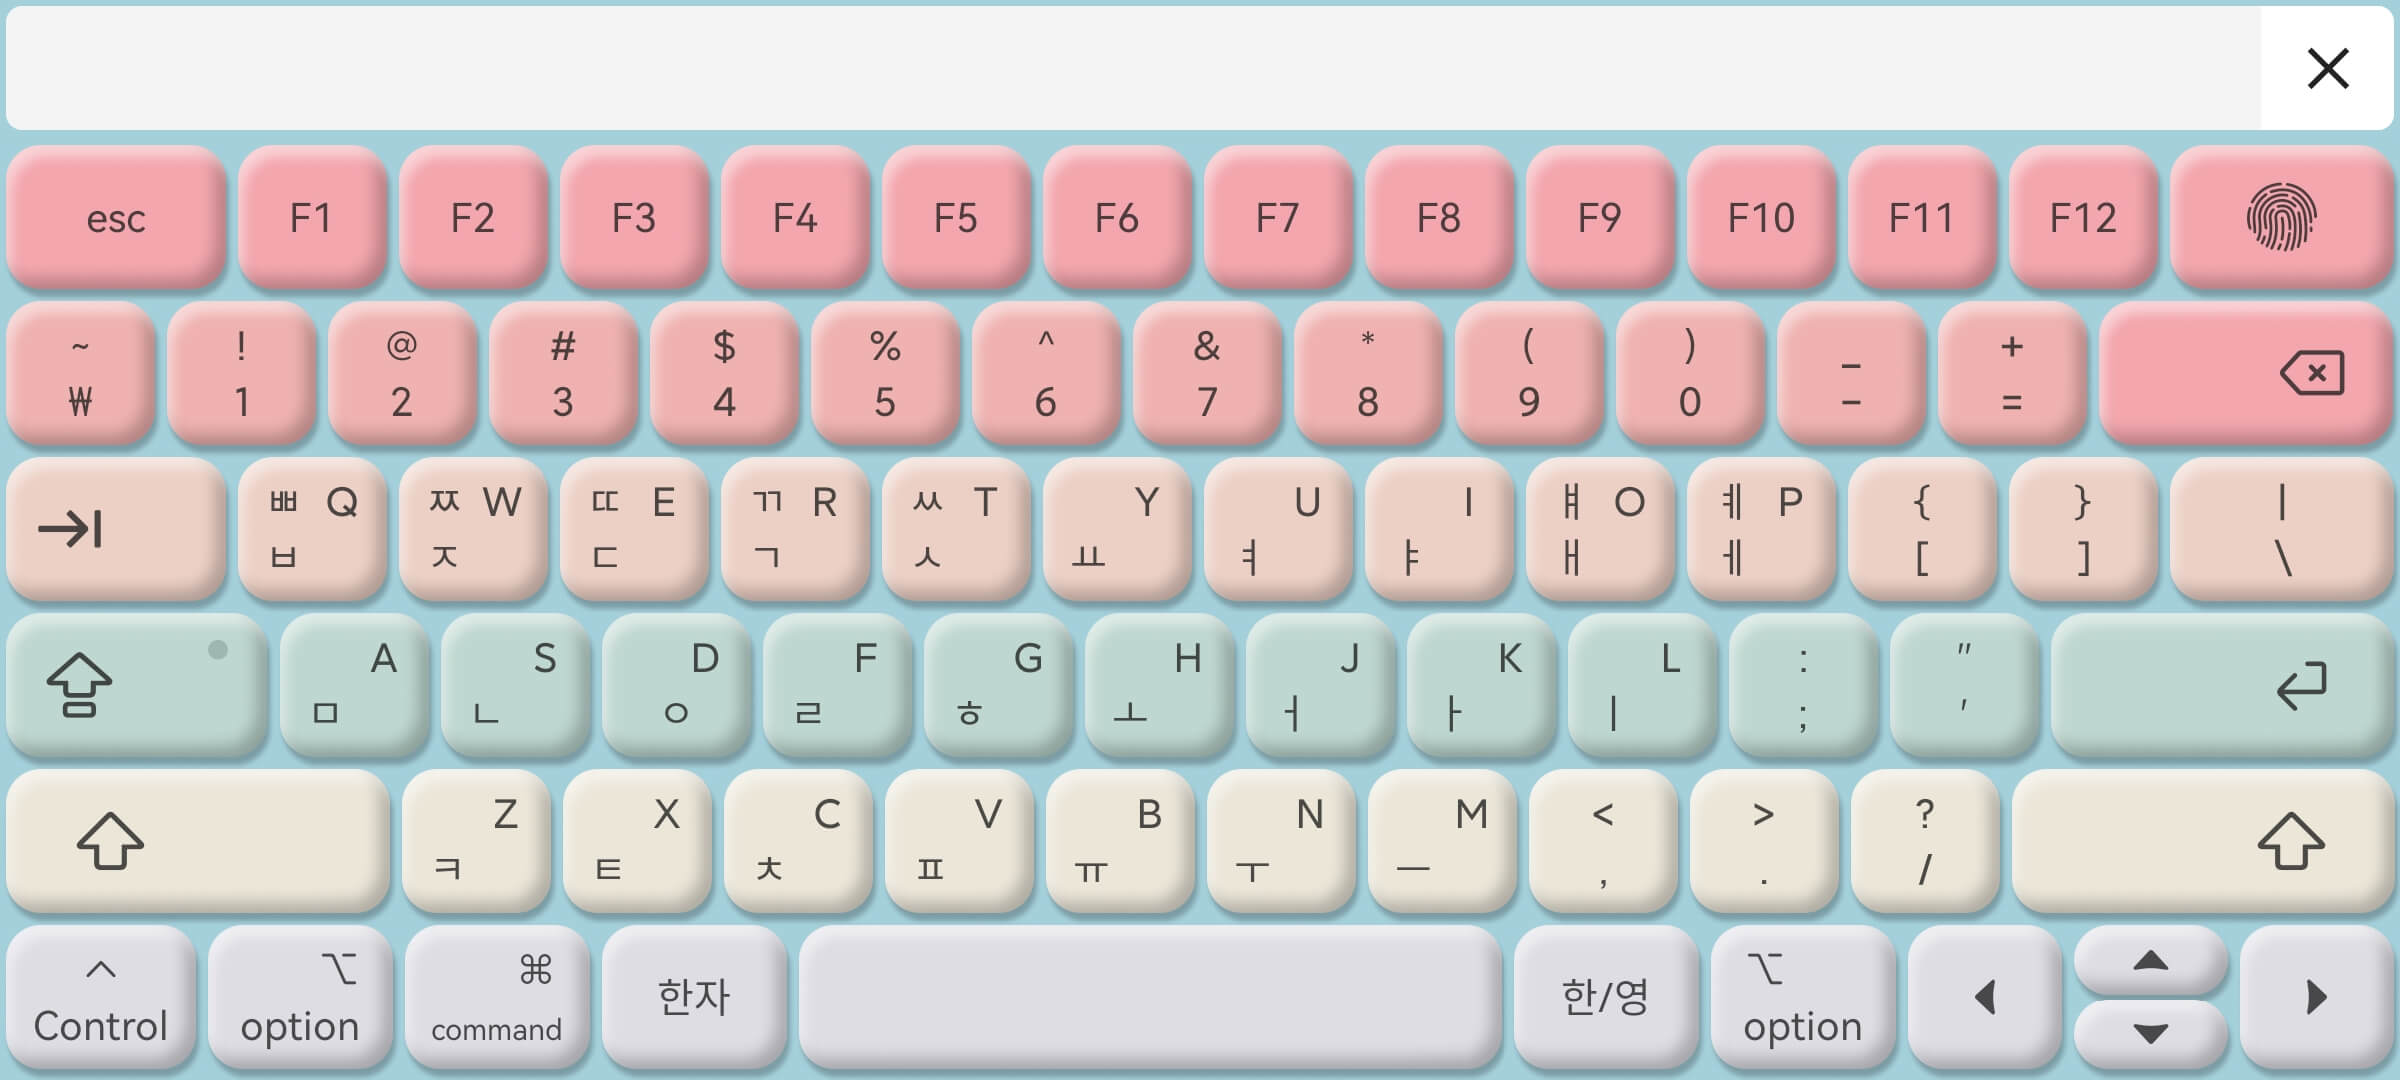 esc F1 F2 F3 F4 F5 F6 F7 F8 F9 F10 F11 F12
~ ! @ # $ % ^ & * ( ) _ +
₩ 1 2 3 4 5 6 7 8 9 0 - =
ㅃ Q ㅉ W ㄸ E ㄲ R ㅆ T Y U I ㅒ O ㅖ P { } |
ㅂ ㅈ ㄷ ㄱ ㅅ ㅛ ㅕ ㅑ ㅐ ㅔ [ ] \
A S D F G H J K L : "
ㅁ ㄴ ㅇ ㄹ ㅎ ㅗ ㅓ ㅏ ㅣ ; '
Z X C V B N M < > ?
ㅋ ㅌ ㅊ ㅍ ㅠ ㅜ ㅡ , . /
^ ⌥ ⌘ 한자 한/영 ⌥
Control option command option